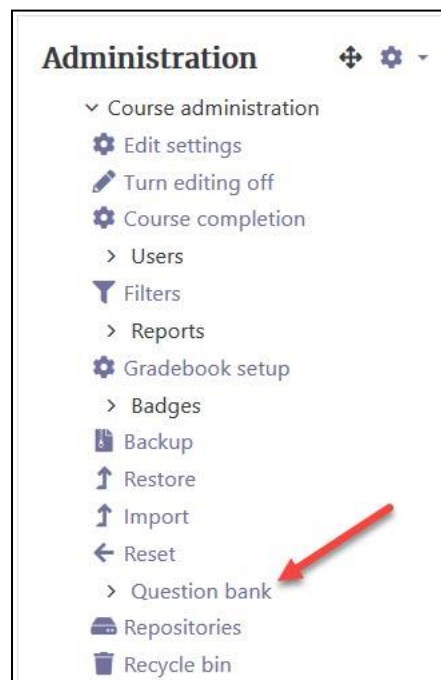 Administration
Course administration
Edit settings
Turn editing off
Course completion
Users
Filters
Reports
Gradebook setup
Badges
Backup
Restore
Import
Reset
Question bank
Repositories
Recycle bin